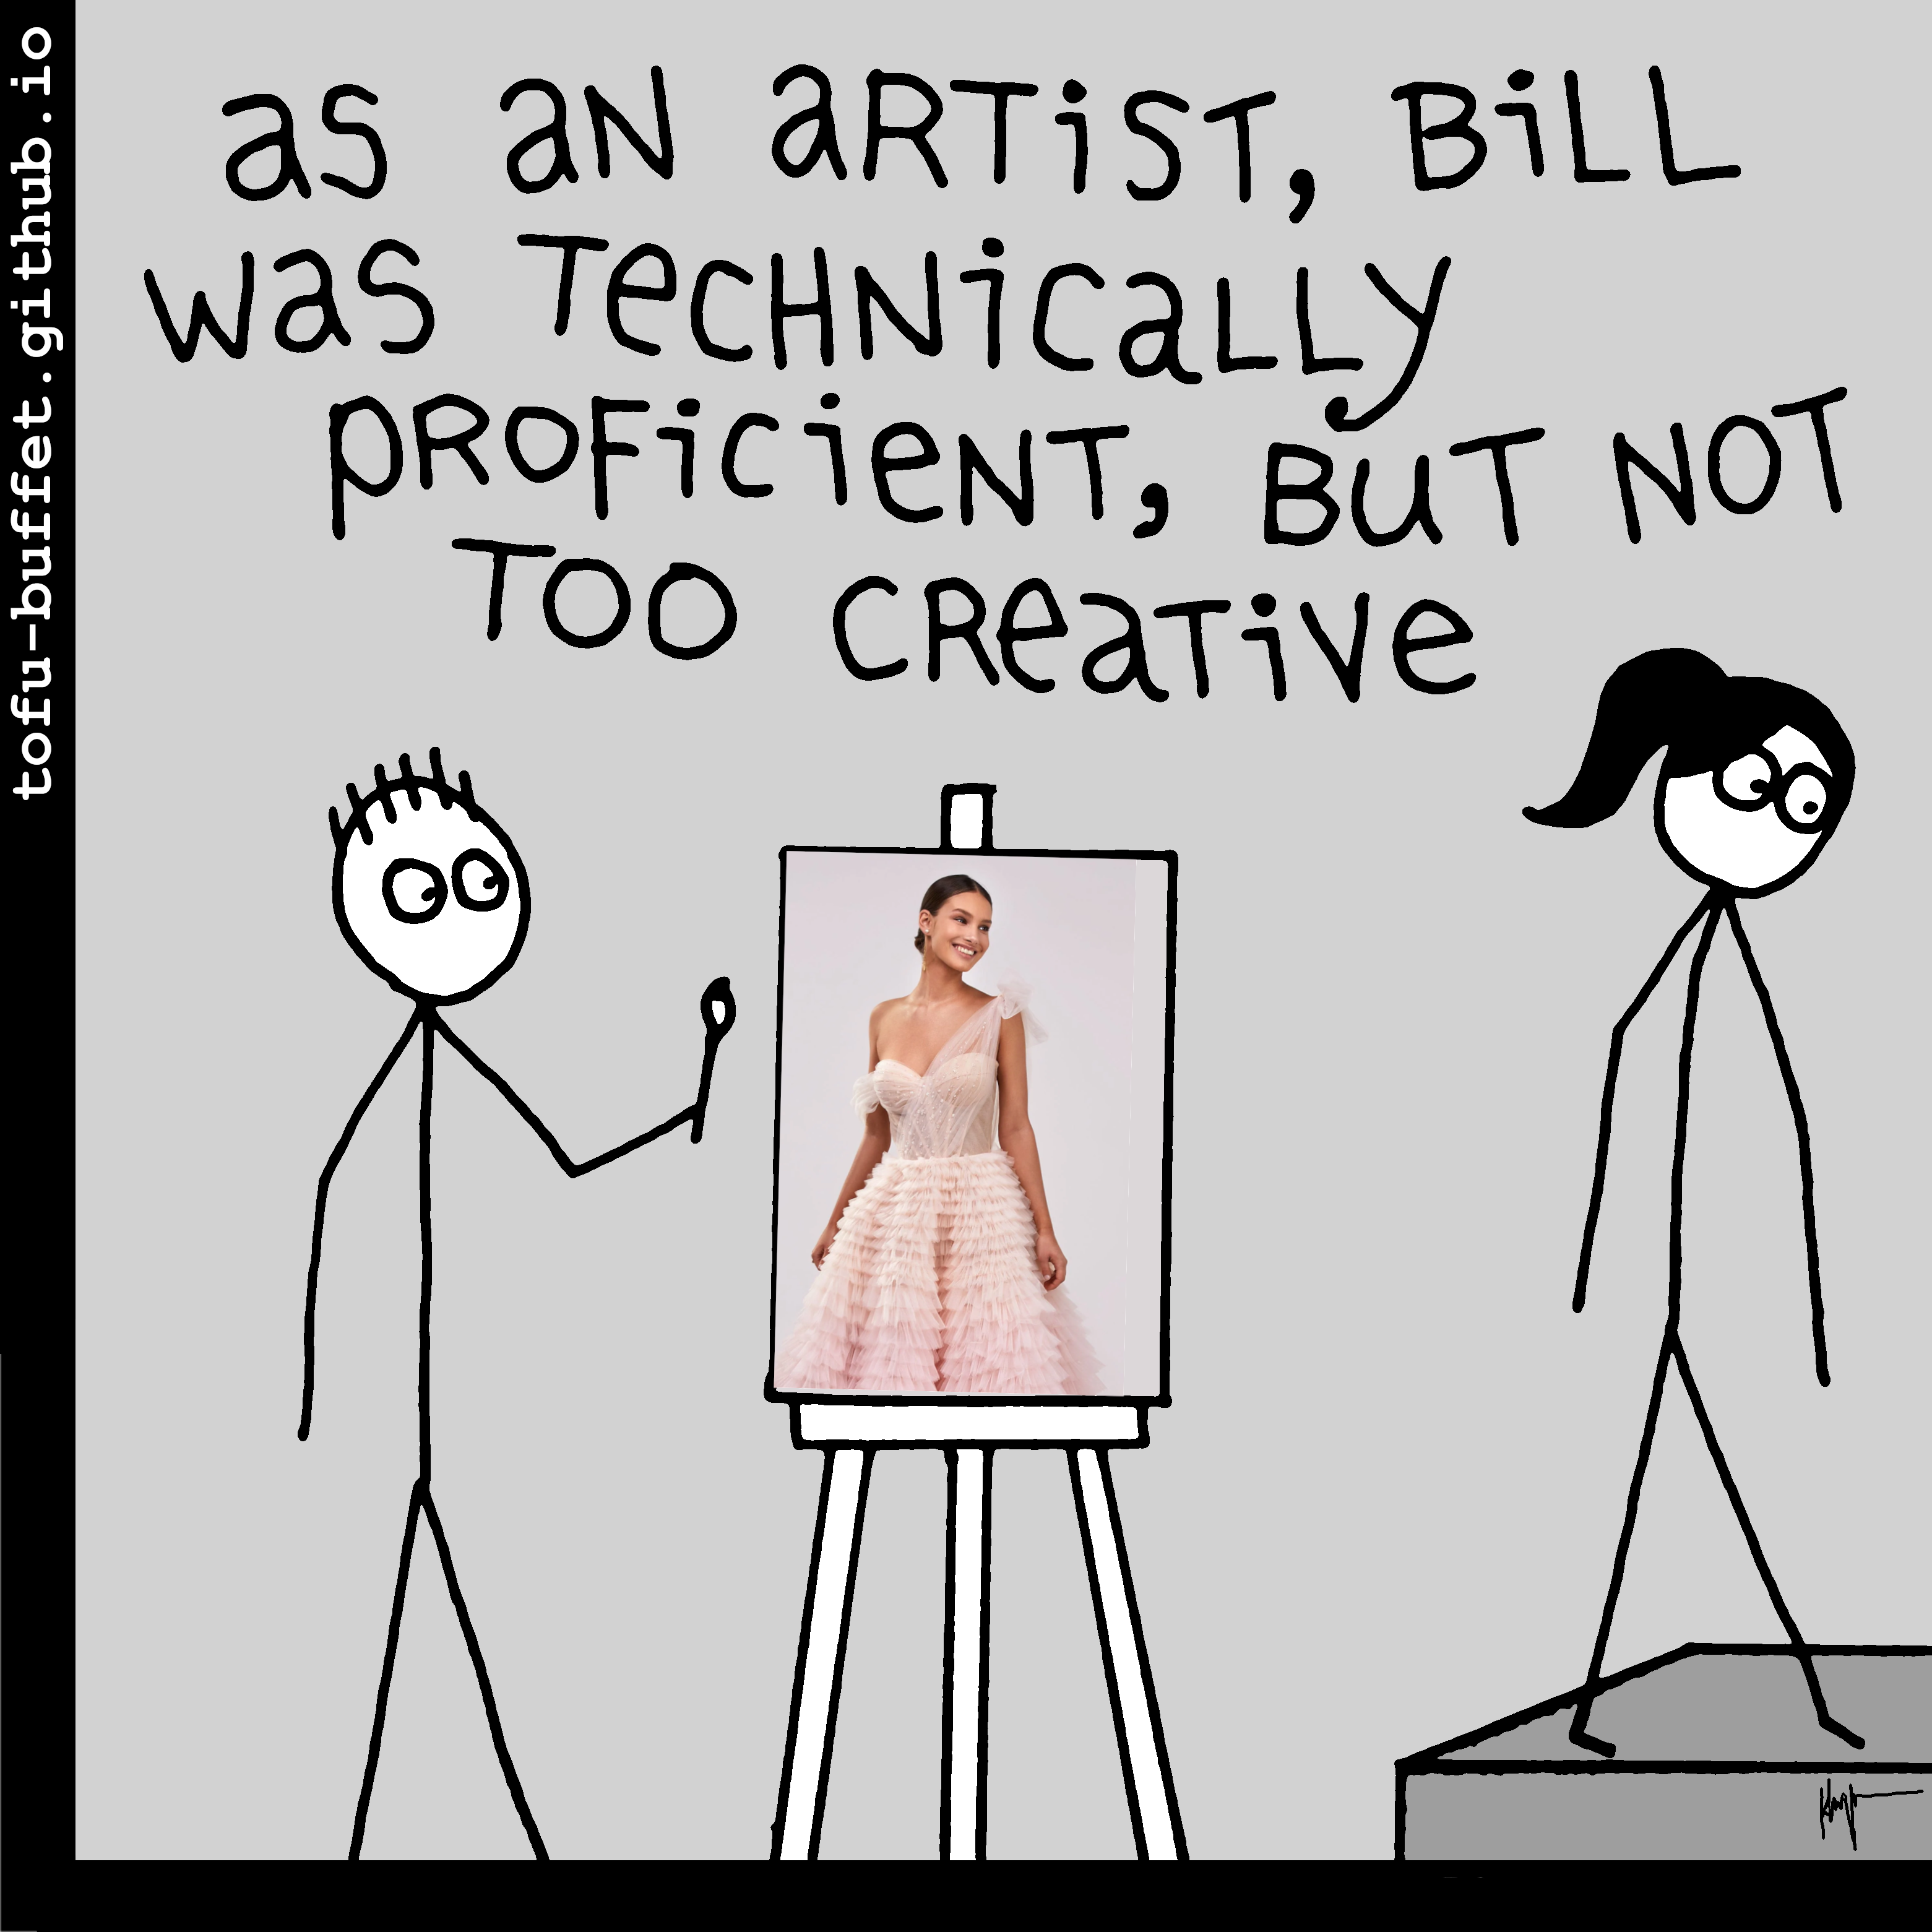 as aN aRTiST, BiLL
was TecHNicaLLy
pROFicieNT, BuT NOT
TOO cReaTive
tofu-buffet.github.io